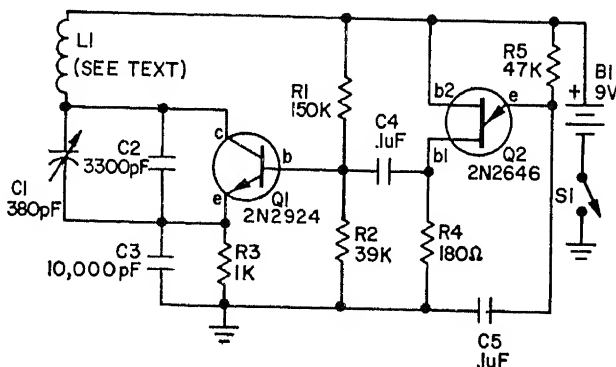 L1
(SEE TEXT)
C1
380pF
C2
3300pF
C3
10,000pF
c
b
e
Q1
2N2924
R1
150K
R2
39K
R3
1K
C4
.1uF
b2
b1
e
Q2
2N2646
R4
180Ω
R5
47K
C5
.1uF
B1
9V
+
S1